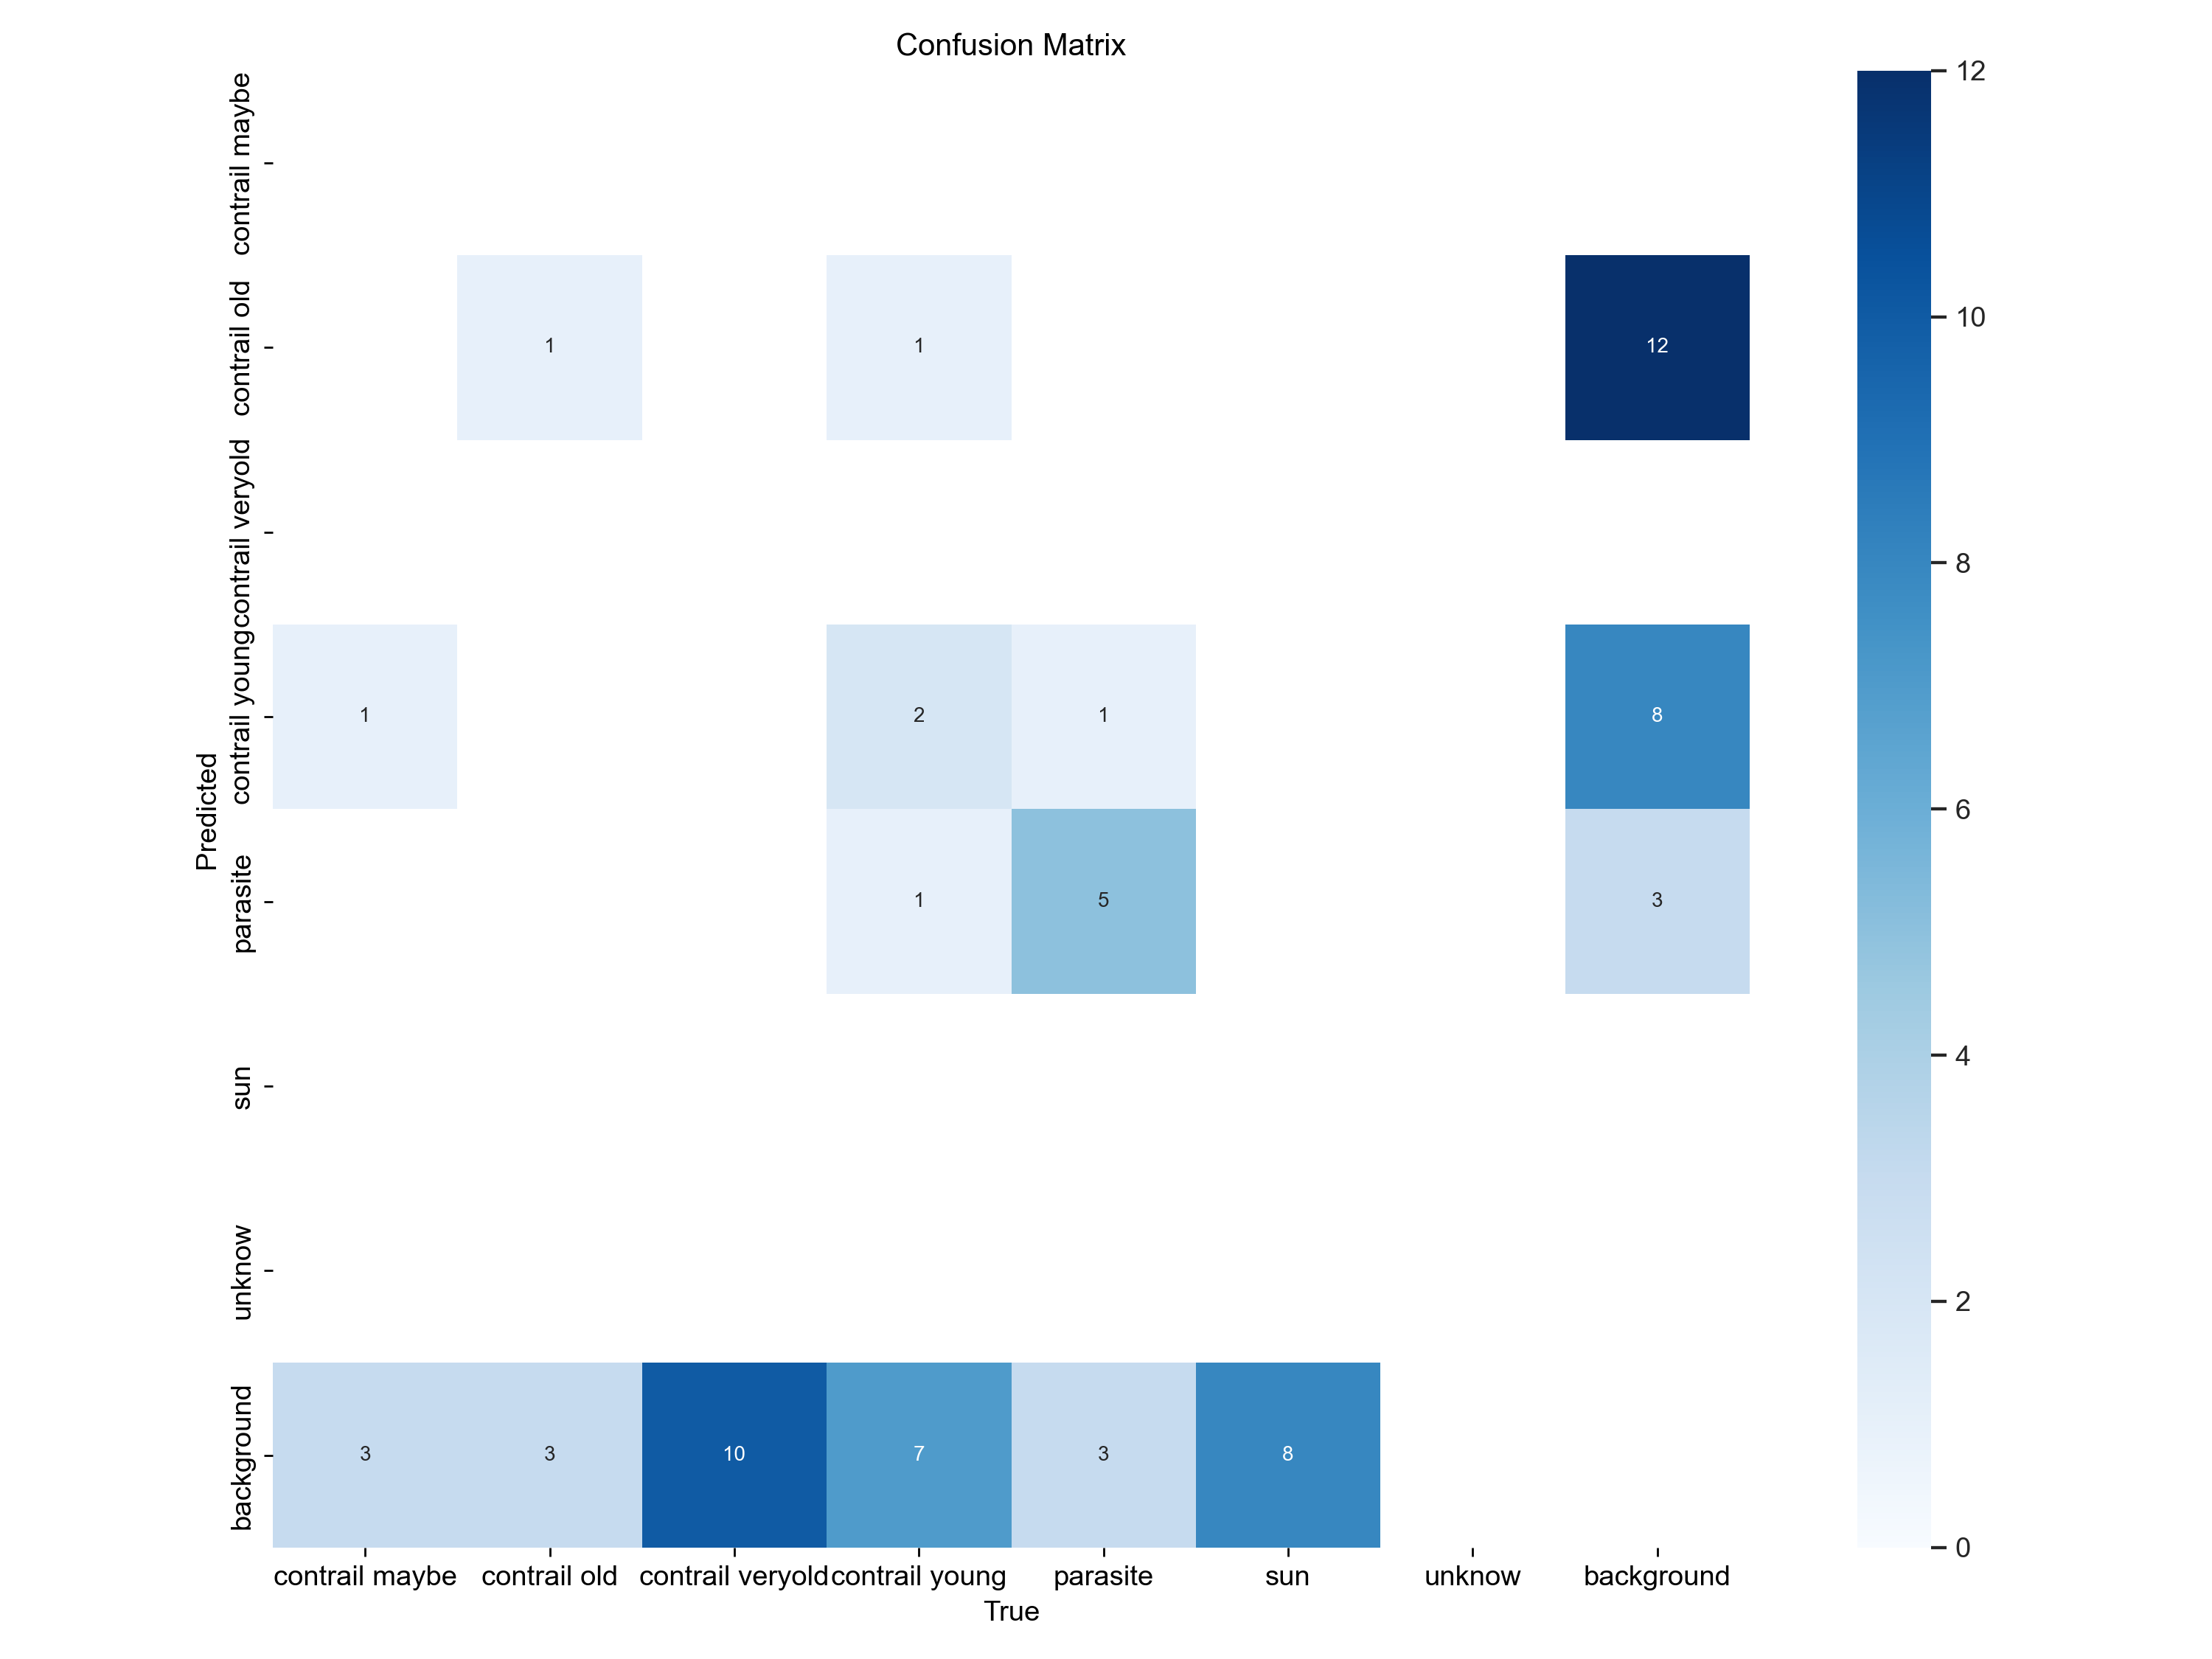 Confusion Matrix
contrail maybe
contrail old
contrail veryold
contrail young
parasite
sun
unknow
background
Predicted
1 1 12
1 2 1 8
1 5 3
3 3 10 7 3 8
contrail maybe contrail old contrail veryold contrail young parasite sun unknow background
True
12
10
8
6
4
2
0